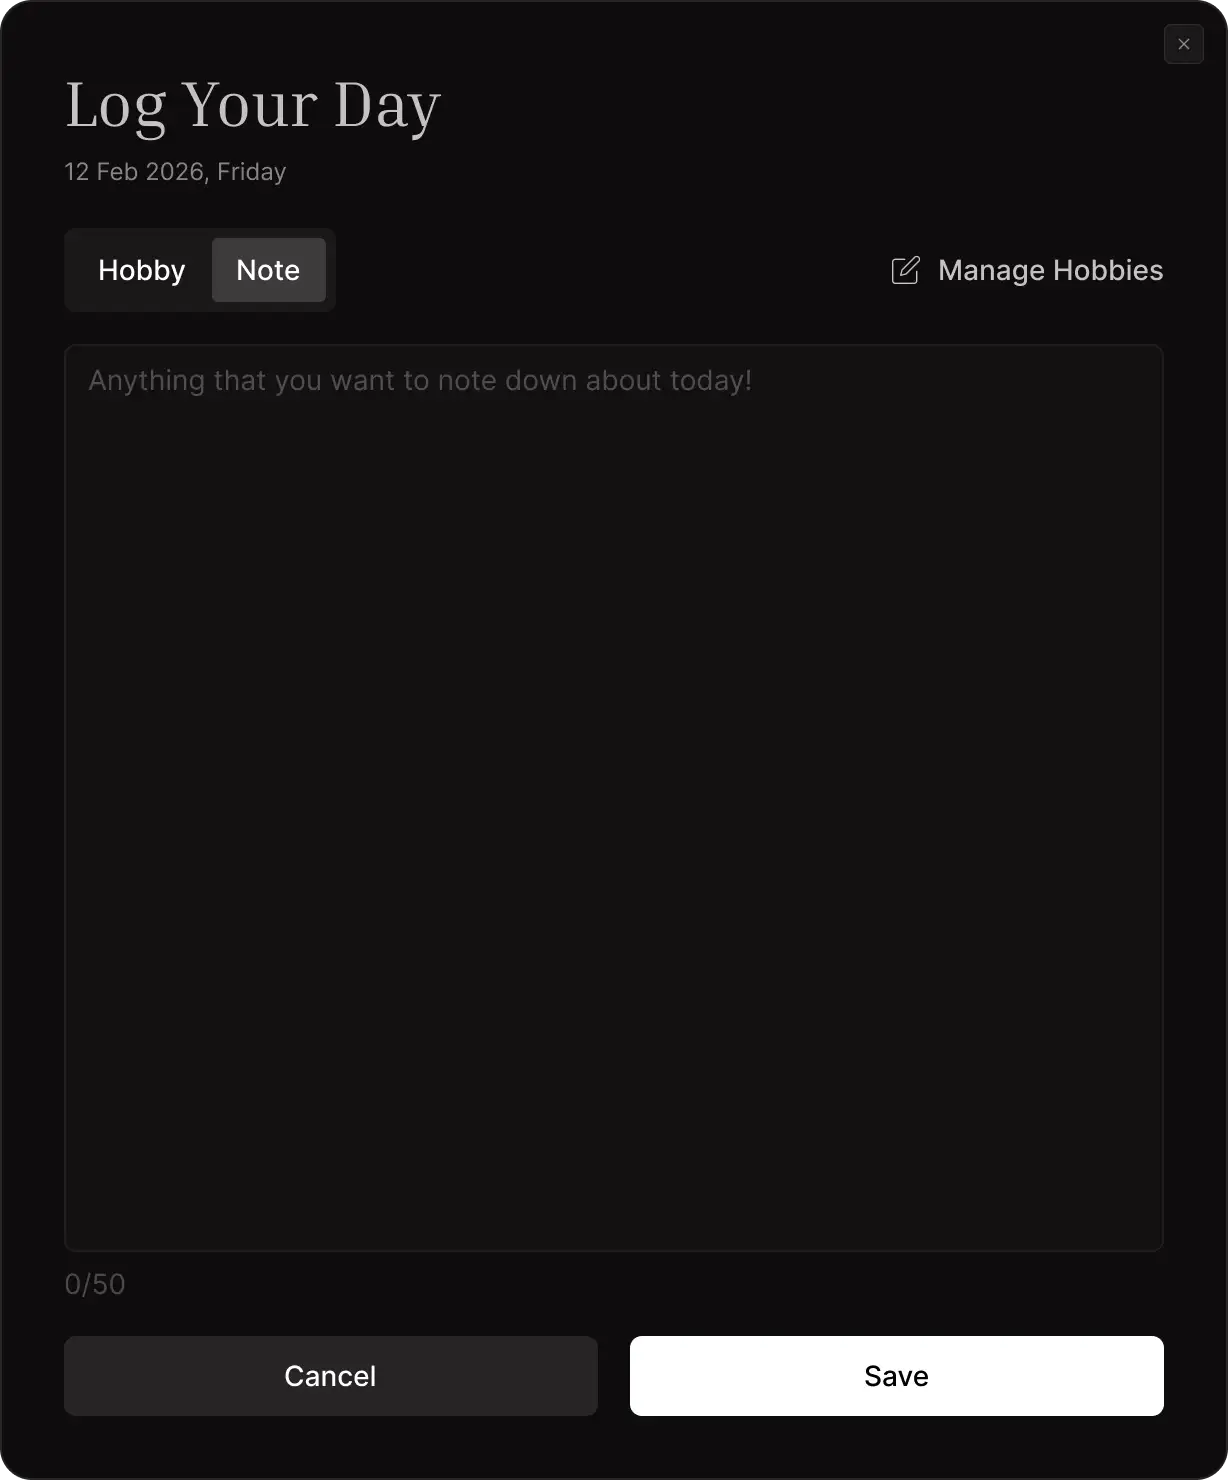 Log Your Day
12 Feb 2026, Friday
Hobby Note Manage Hobbies
Anything that you want to note down about today!
0/50
Cancel Save